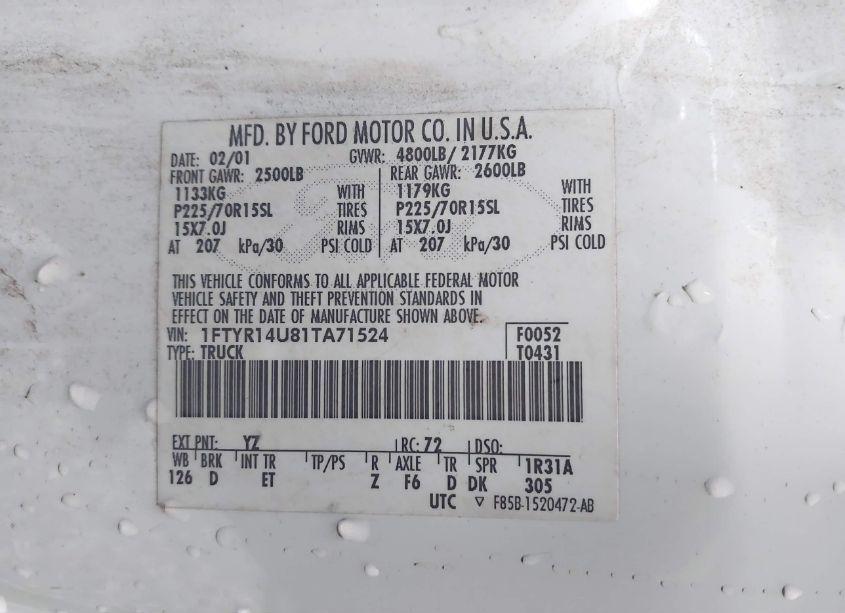 MFD. BY FORD MOTOR CO. IN U.S.A.
DATE: 02/01 GVWR: 4800LB/ 2177KG
FRONT GAWR: 2500LB REAR GAWR: 2600LB
1133KG WITH 1179KG WITH
P225/70R15SL TIRES P225/70R15SL TIRES
15X7.0J RIMS 15X7.0J RIMS
AT 207 kPa/30 PSI COLD AT 207 kPa/30 PSI COLD
THIS VEHICLE CONFORMS TO ALL APPLICABLE FEDERAL MOTOR
VEHICLE SAFETY AND THEFT PREVENTION STANDARDS IN
EFFECT ON THE DATE OF MANUFACTURE SHOWN ABOVE.
VIN: 1FTYR14U81TA71524 F0052
TYPE: TRUCK T0431
EXT PNT: YZ RC: 72 DSO:
WB BRK INT TR TP/PS R AXLE TR SPR 1R31A
126 D ET Z F6 D DK 305
UTC ▽ F85B-1520472-AB